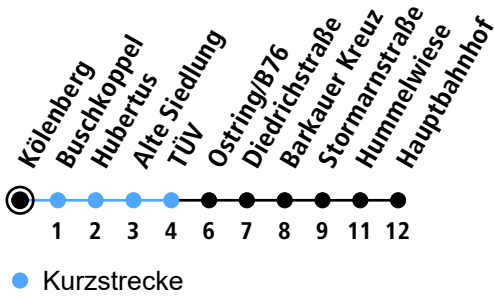 Kölenberg
Buschkoppel
Hubertus
Alte Siedlung
TÜV
Ostring/B76
Diedrichstraße
Barkauer Kreuz
Stormarnstraße
Hummelwiese
Hauptbahnhof
1 2 3 4 6 7 8 9 11 12
Kurzstrecke